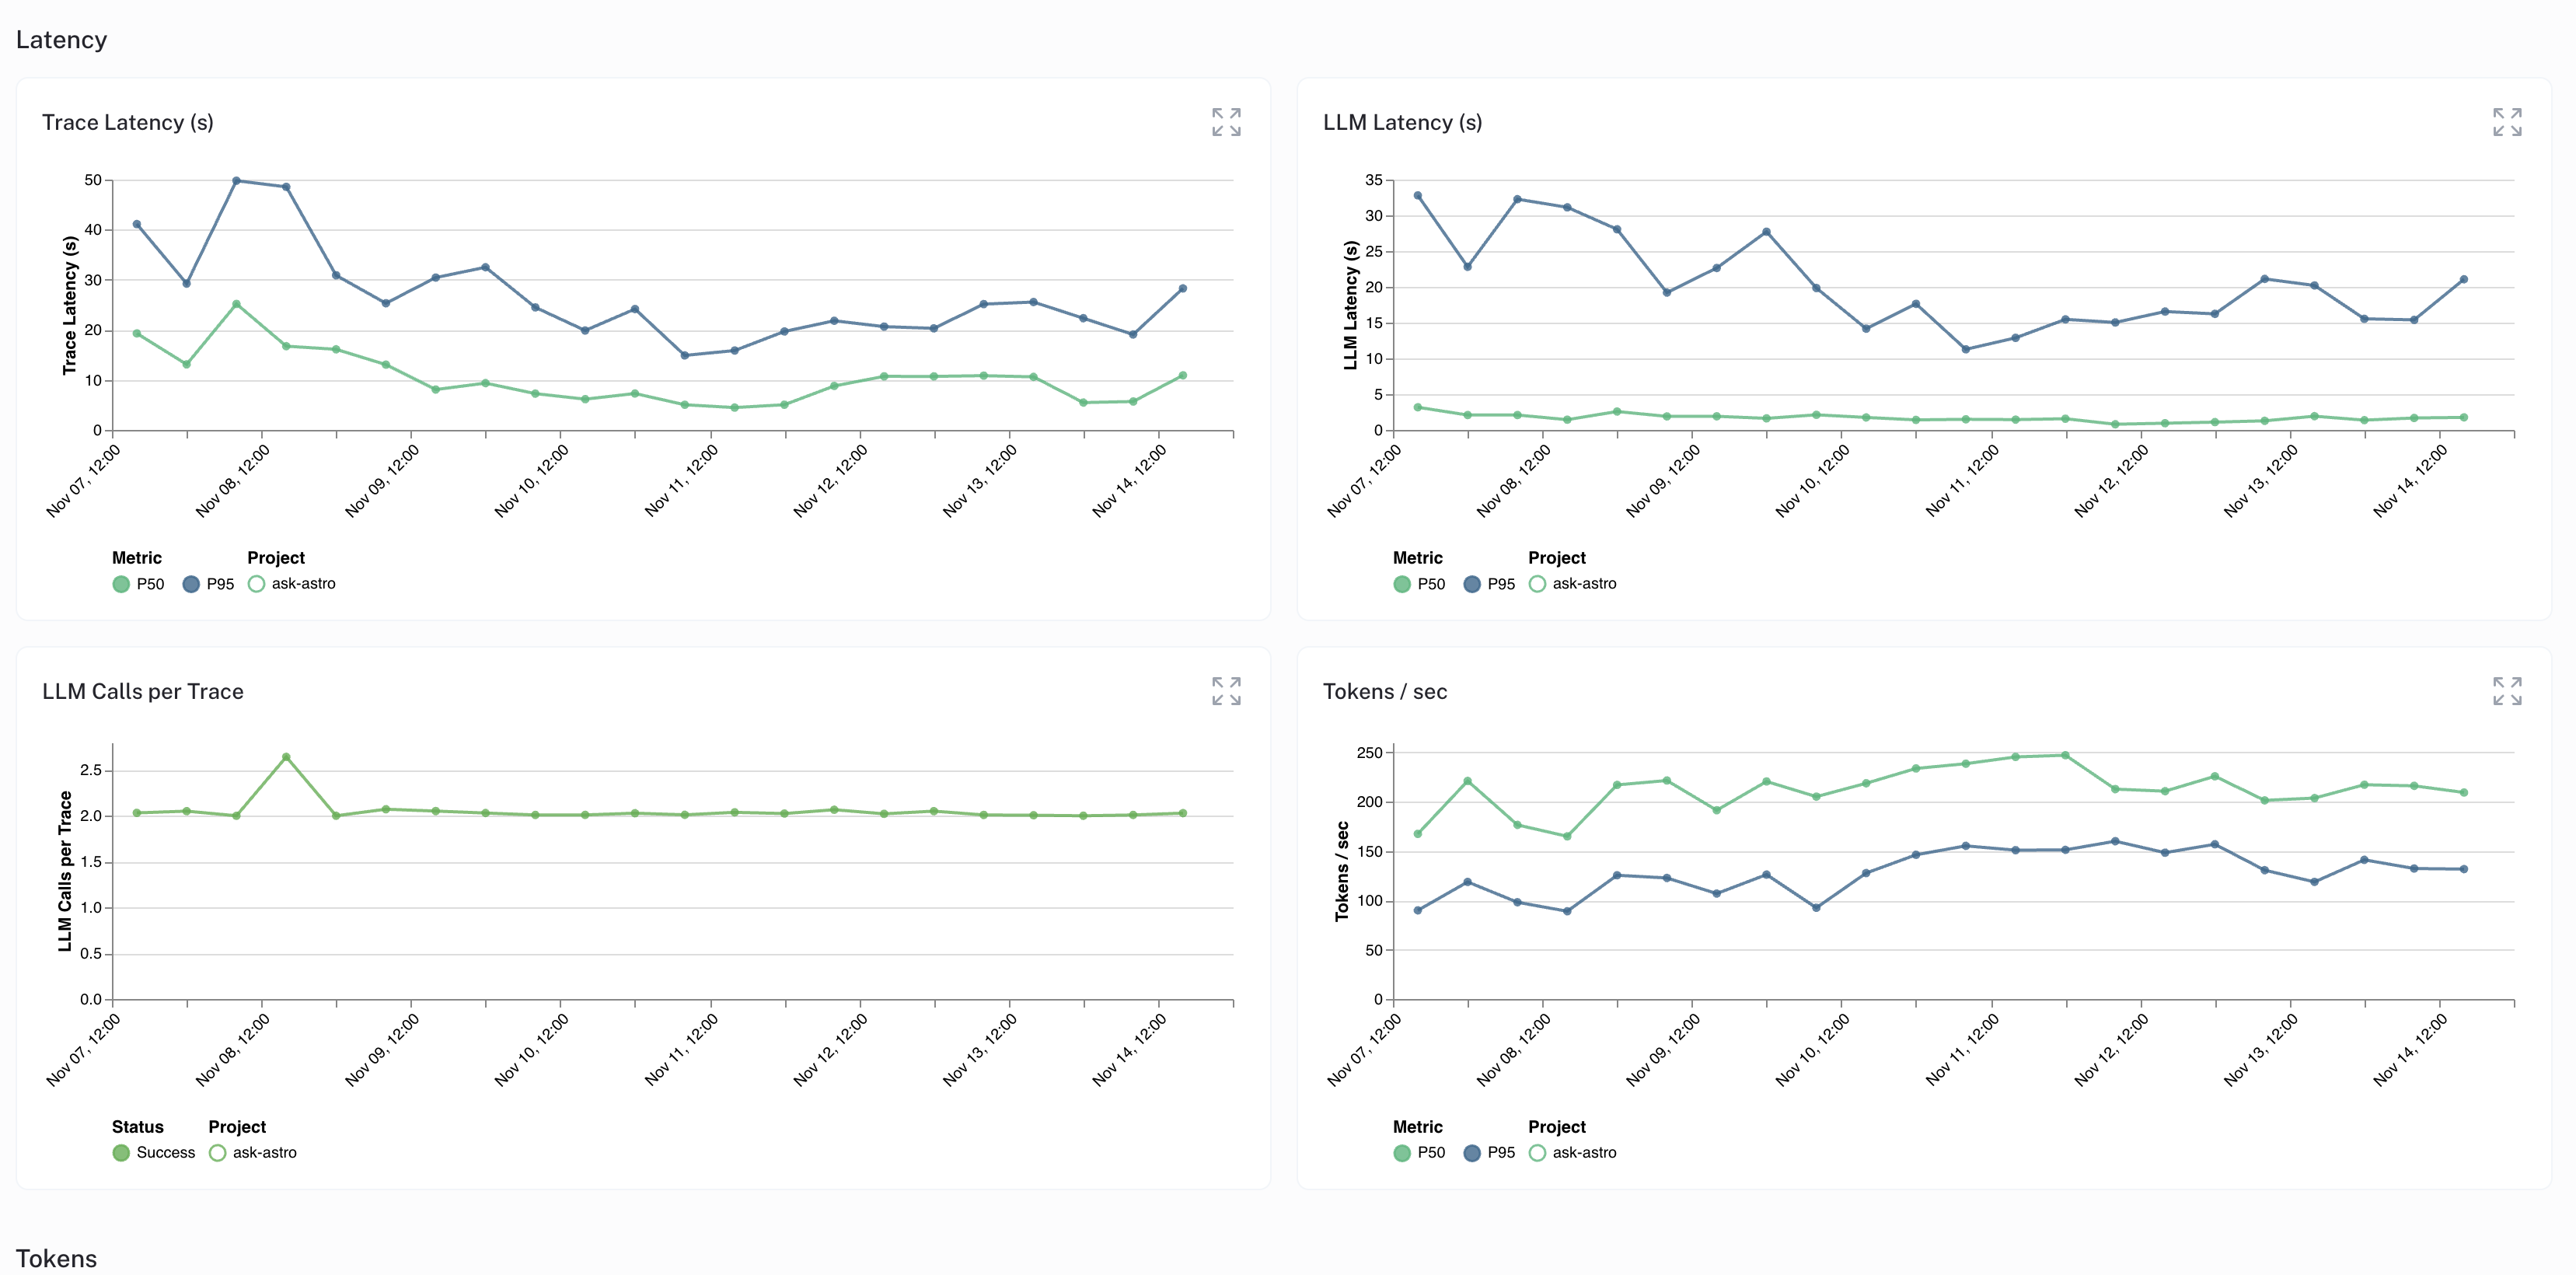 Latency
Trace Latency (s)
Trace Latency (s)
50
40
30
20
10
0
Nov 07, 12:00
Nov 08, 12:00
Nov 09, 12:00
Nov 10, 12:00
Nov 11, 12:00
Nov 12, 12:00
Nov 13, 12:00
Nov 14, 12:00
Metric Project
P50 P95 ask-astro
LLM Latency (s)
LLM Latency (s)
35
30
25
20
15
10
5
0
Nov 07, 12:00
Nov 08, 12:00
Nov 09, 12:00
Nov 10, 12:00
Nov 11, 12:00
Nov 12, 12:00
Nov 13, 12:00
Nov 14, 12:00
Metric Project
P50 P95 ask-astro
LLM Calls per Trace
LLM Calls per Trace
2.5
2.0
1.5
1.0
0.5
0.0
Nov 07, 12:00
Nov 08, 12:00
Nov 09, 12:00
Nov 10, 12:00
Nov 11, 12:00
Nov 12, 12:00
Nov 13, 12:00
Nov 14, 12:00
Status Project
Success ask-astro
Tokens / sec
Tokens / sec
250
200
150
100
50
0
Nov 07, 12:00
Nov 08, 12:00
Nov 09, 12:00
Nov 10, 12:00
Nov 11, 12:00
Nov 12, 12:00
Nov 13, 12:00
Nov 14, 12:00
Metric Project
P50 P95 ask-astro
Tokens